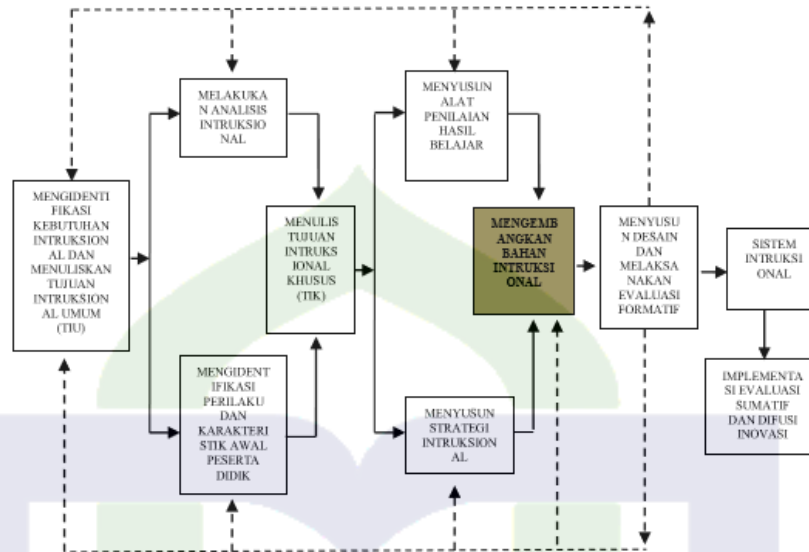 MENGIDENTI
FIKASI
KEBUTUHAN
INTRUKSION
AL DAN
MENULISKAN
TUJUAN
INTRUKSION
AL UMUM
(TIU)
MELAKUKA
N ANALISIS
INTRUKSIO
NAL
MENGIDENT
IFIKASI
PERILAKU
DAN
KARAKTERI
STIK AWAL
PESERTA
DIDIK
MENULIS
TUJUAN
INTRUKS
IONAL
KHUSUS
(TIK)
MENYUSUN
ALAT
PENILAIAN
HASIL
BELAJAR
MENYUSUN
STRATEGI
INTRUKSION
AL
MENGEMB
ANGKAN
BAHAN
INTRUKSI
ONAL
MENYUSU
N DESAIN
DAN
MELAKSA
NAKAN
EVALUASI
FORMATIF
SISTEM
INTRUKSI
ONAL
IMPLEMENTA
SI EVALUASI
SUMATIF
DAN DIFUSI
INOVASI